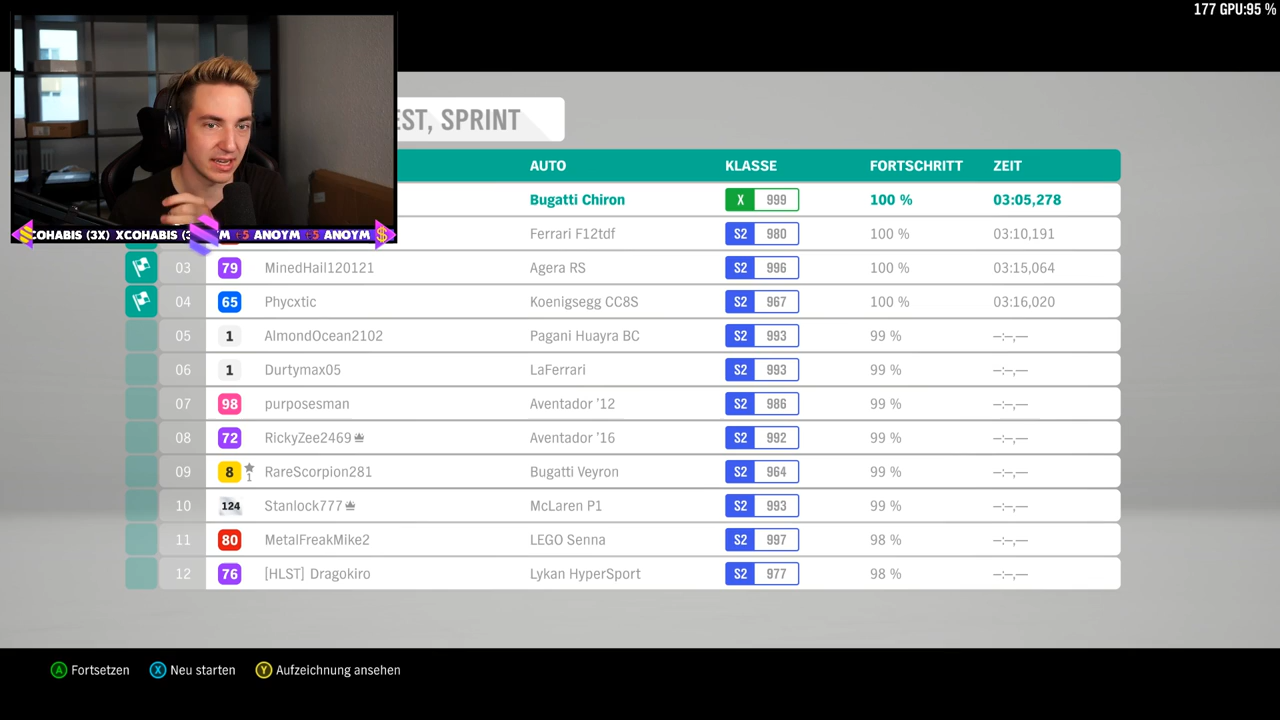 177 GPU:95 %
EST, SPRINT
AUTO KLASSE FORTSCHRITT ZEIT
Bugatti Chiron X 999 100 % 03:05,278
Ferrari F12tdf S2 980 100 % 03:10,191
COHABIS (3X) XCOHABIS (3 YM +5 ANOYM +5 ANOYM $
03 79 MinedHail120121 Agera RS S2 996 100 % 03:15,064
04 65 Phycxtic Koenigsegg CC8S S2 967 100 % 03:16,020
05 1 AlmondOcean2102 Pagani Huayra BC S2 993 99 % –:–,––
06 1 Durtymax05 LaFerrari S2 993 99 % –:–,––
07 98 purposesman Aventador '12 S2 986 99 % –:–,––
08 72 RickyZee2469 Aventador '16 S2 992 99 % –:–,––
09 8 1 RareScorpion281 Bugatti Veyron S2 964 99 % –:–,––
10 124 Stanlock777 McLaren P1 S2 993 99 % –:–,––
11 80 MetalFreakMike2 LEGO Senna S2 997 98 % –:–,––
12 76 [HLST] Dragokiro Lykan HyperSport S2 977 98 % –:–,––
A Fortsetzen X Neu starten Y Aufzeichnung ansehen